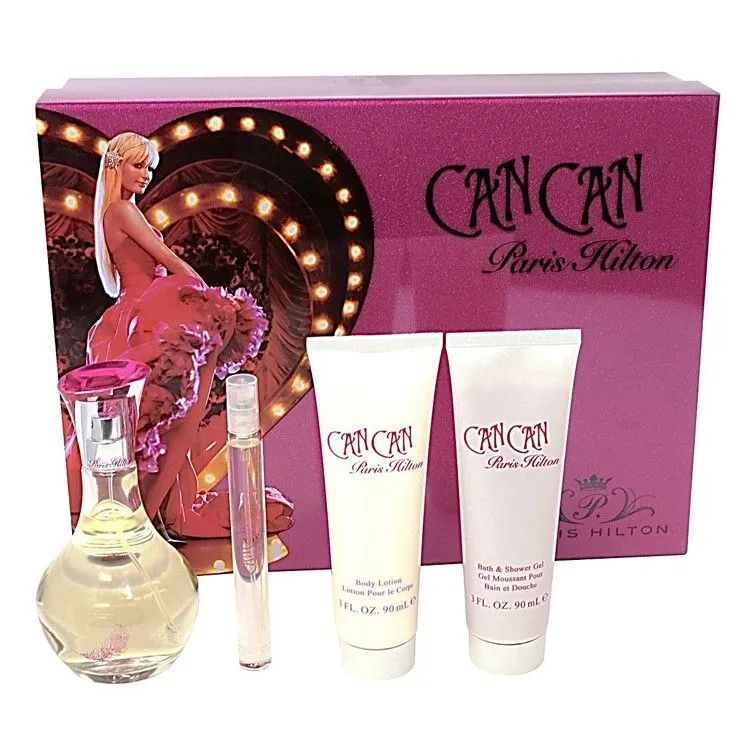 CAN CAN
Paris Hilton
P.
IS HILTON
Paris Hilton
CAN CAN
Paris Hilton
Body Lotion
Lotion Pour le Corps
3 FL. OZ. 90 mL e
CAN CAN
Paris Hilton
Bath & Shower Gel
Gel Moussant Pour
Bain et Douche
3 FL. OZ. 90 mL e